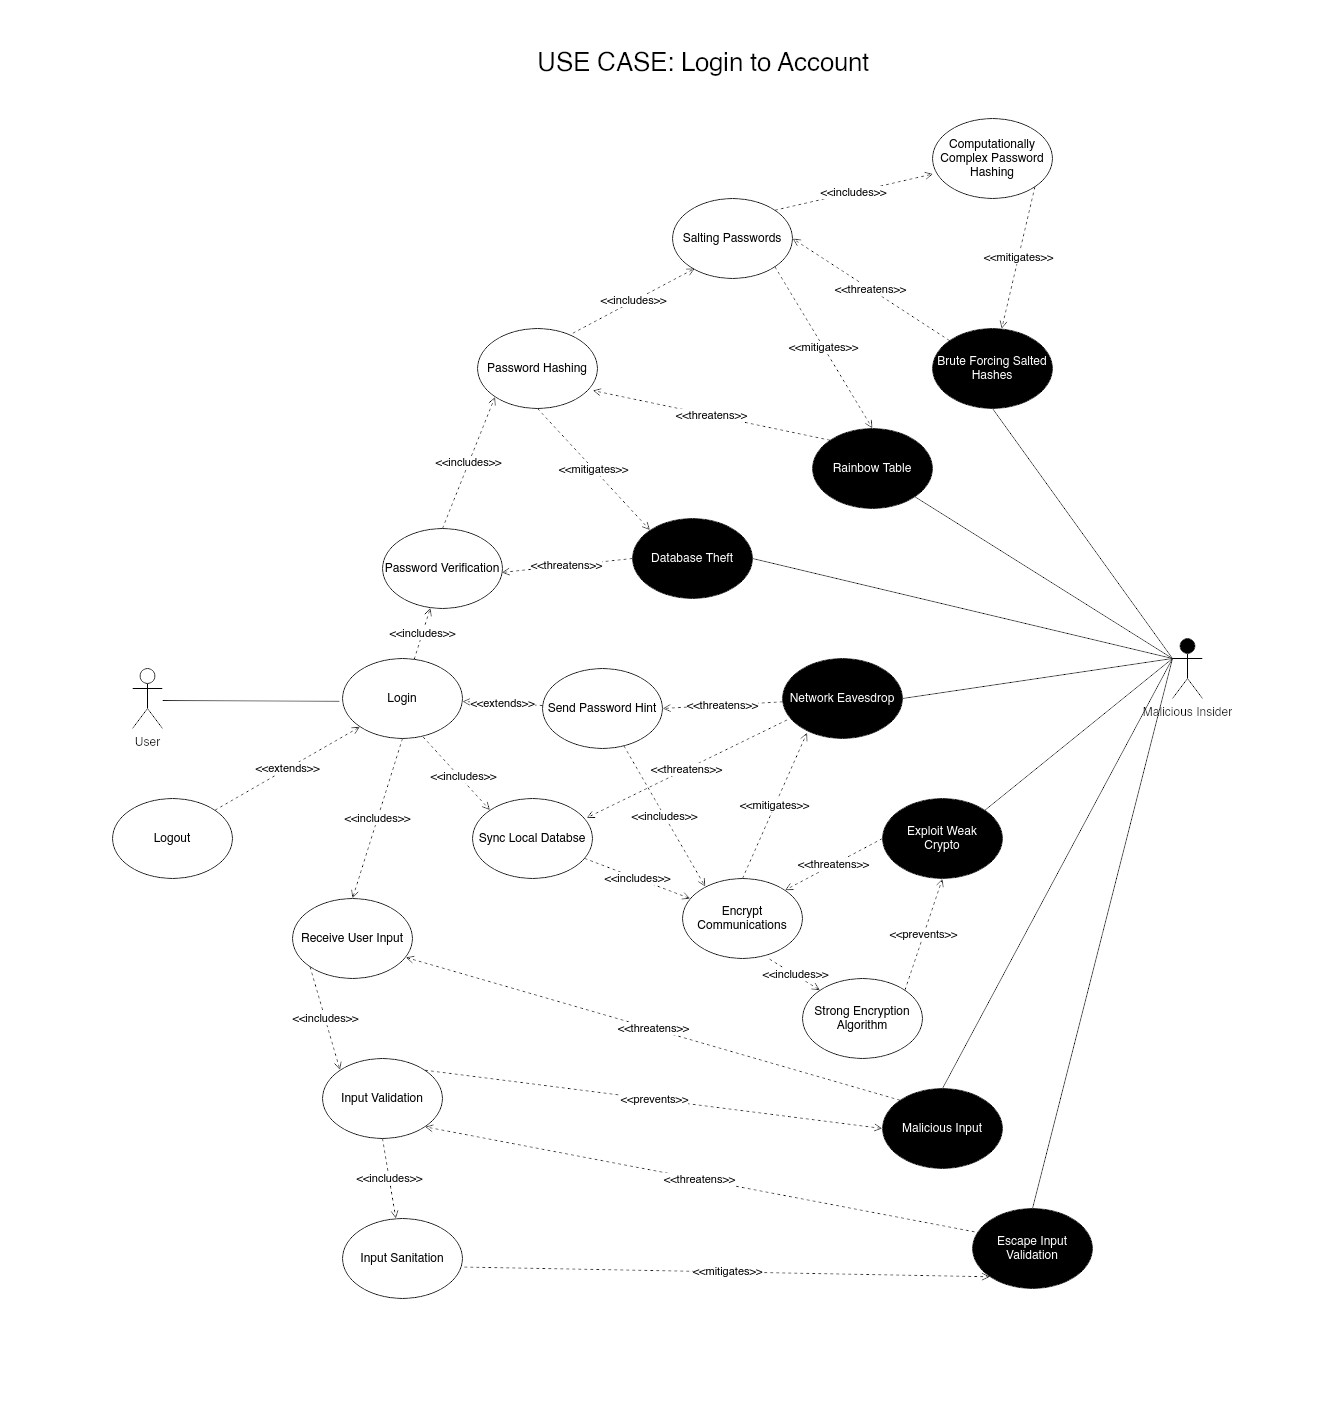 USE CASE: Login to Account
Computationally
Complex Password
Hashing
<<includes>>
Salting Passwords
<<mitigates>>
<<threatens>>
<<includes>>
<<mitigates>>
Password Hashing
Brute Forcing Salted
Hashes
<<threatens>>
<<includes>>
<<mitigates>>
Rainbow Table
Password Verification
<<threatens>>
Database Theft
<<includes>>
User
Login
<<extends>>
Send Password Hint
<<threatens>>
Network Eavesdrop
Malicious Insider
<<extends>>
<<includes>>
<<threatens>>
<<includes>>
<<includes>>
<<mitigates>>
Logout
Sync Local Databse
Exploit Weak
Crypto
<<includes>>
<<threatens>>
Encrypt
Communications
<<prevents>>
Receive User Input
<<includes>>
Strong Encryption
Algorithm
<<includes>>
<<threatens>>
Input Validation
<<prevents>>
Malicious Input
<<includes>>
<<threatens>>
Input Sanitation
<<mitigates>>
Escape Input
Validation